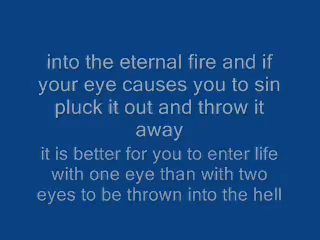 into the eternal fire and if
your eye causes you to sin
pluck it out and throw it
away
it is better for you to enter life
with one eye than with two
eyes to be thrown into the hell